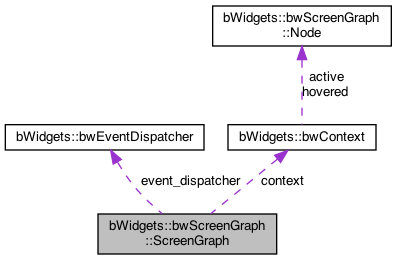 bWidgets::bwScreenGraph
::Node
active
hovered
bWidgets::bwEventDispatcher
bWidgets::bwContext
event_dispatcher
context
bWidgets::bwScreenGraph
::ScreenGraph